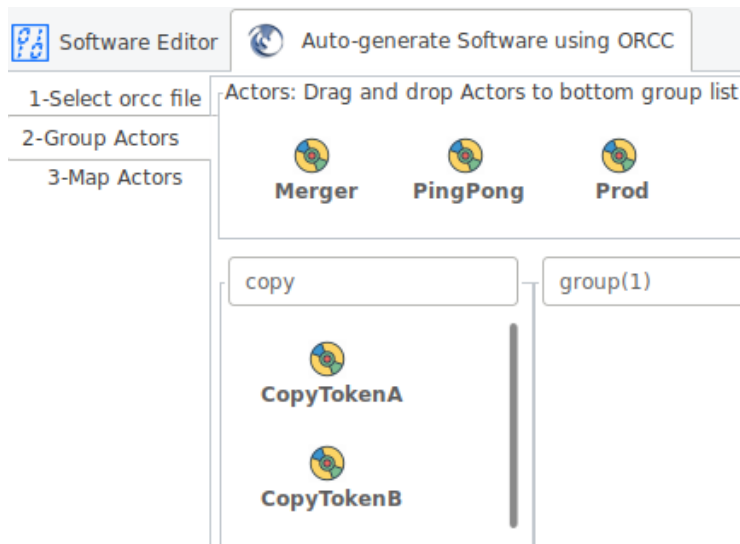 Software Editor
Auto-generate Software using ORCC
1-Select orcc file
2-Group Actors
3-Map Actors
Actors: Drag and drop Actors to bottom group list
Merger
PingPong
Prod
copy
group(1)
CopyTokenA
CopyTokenB